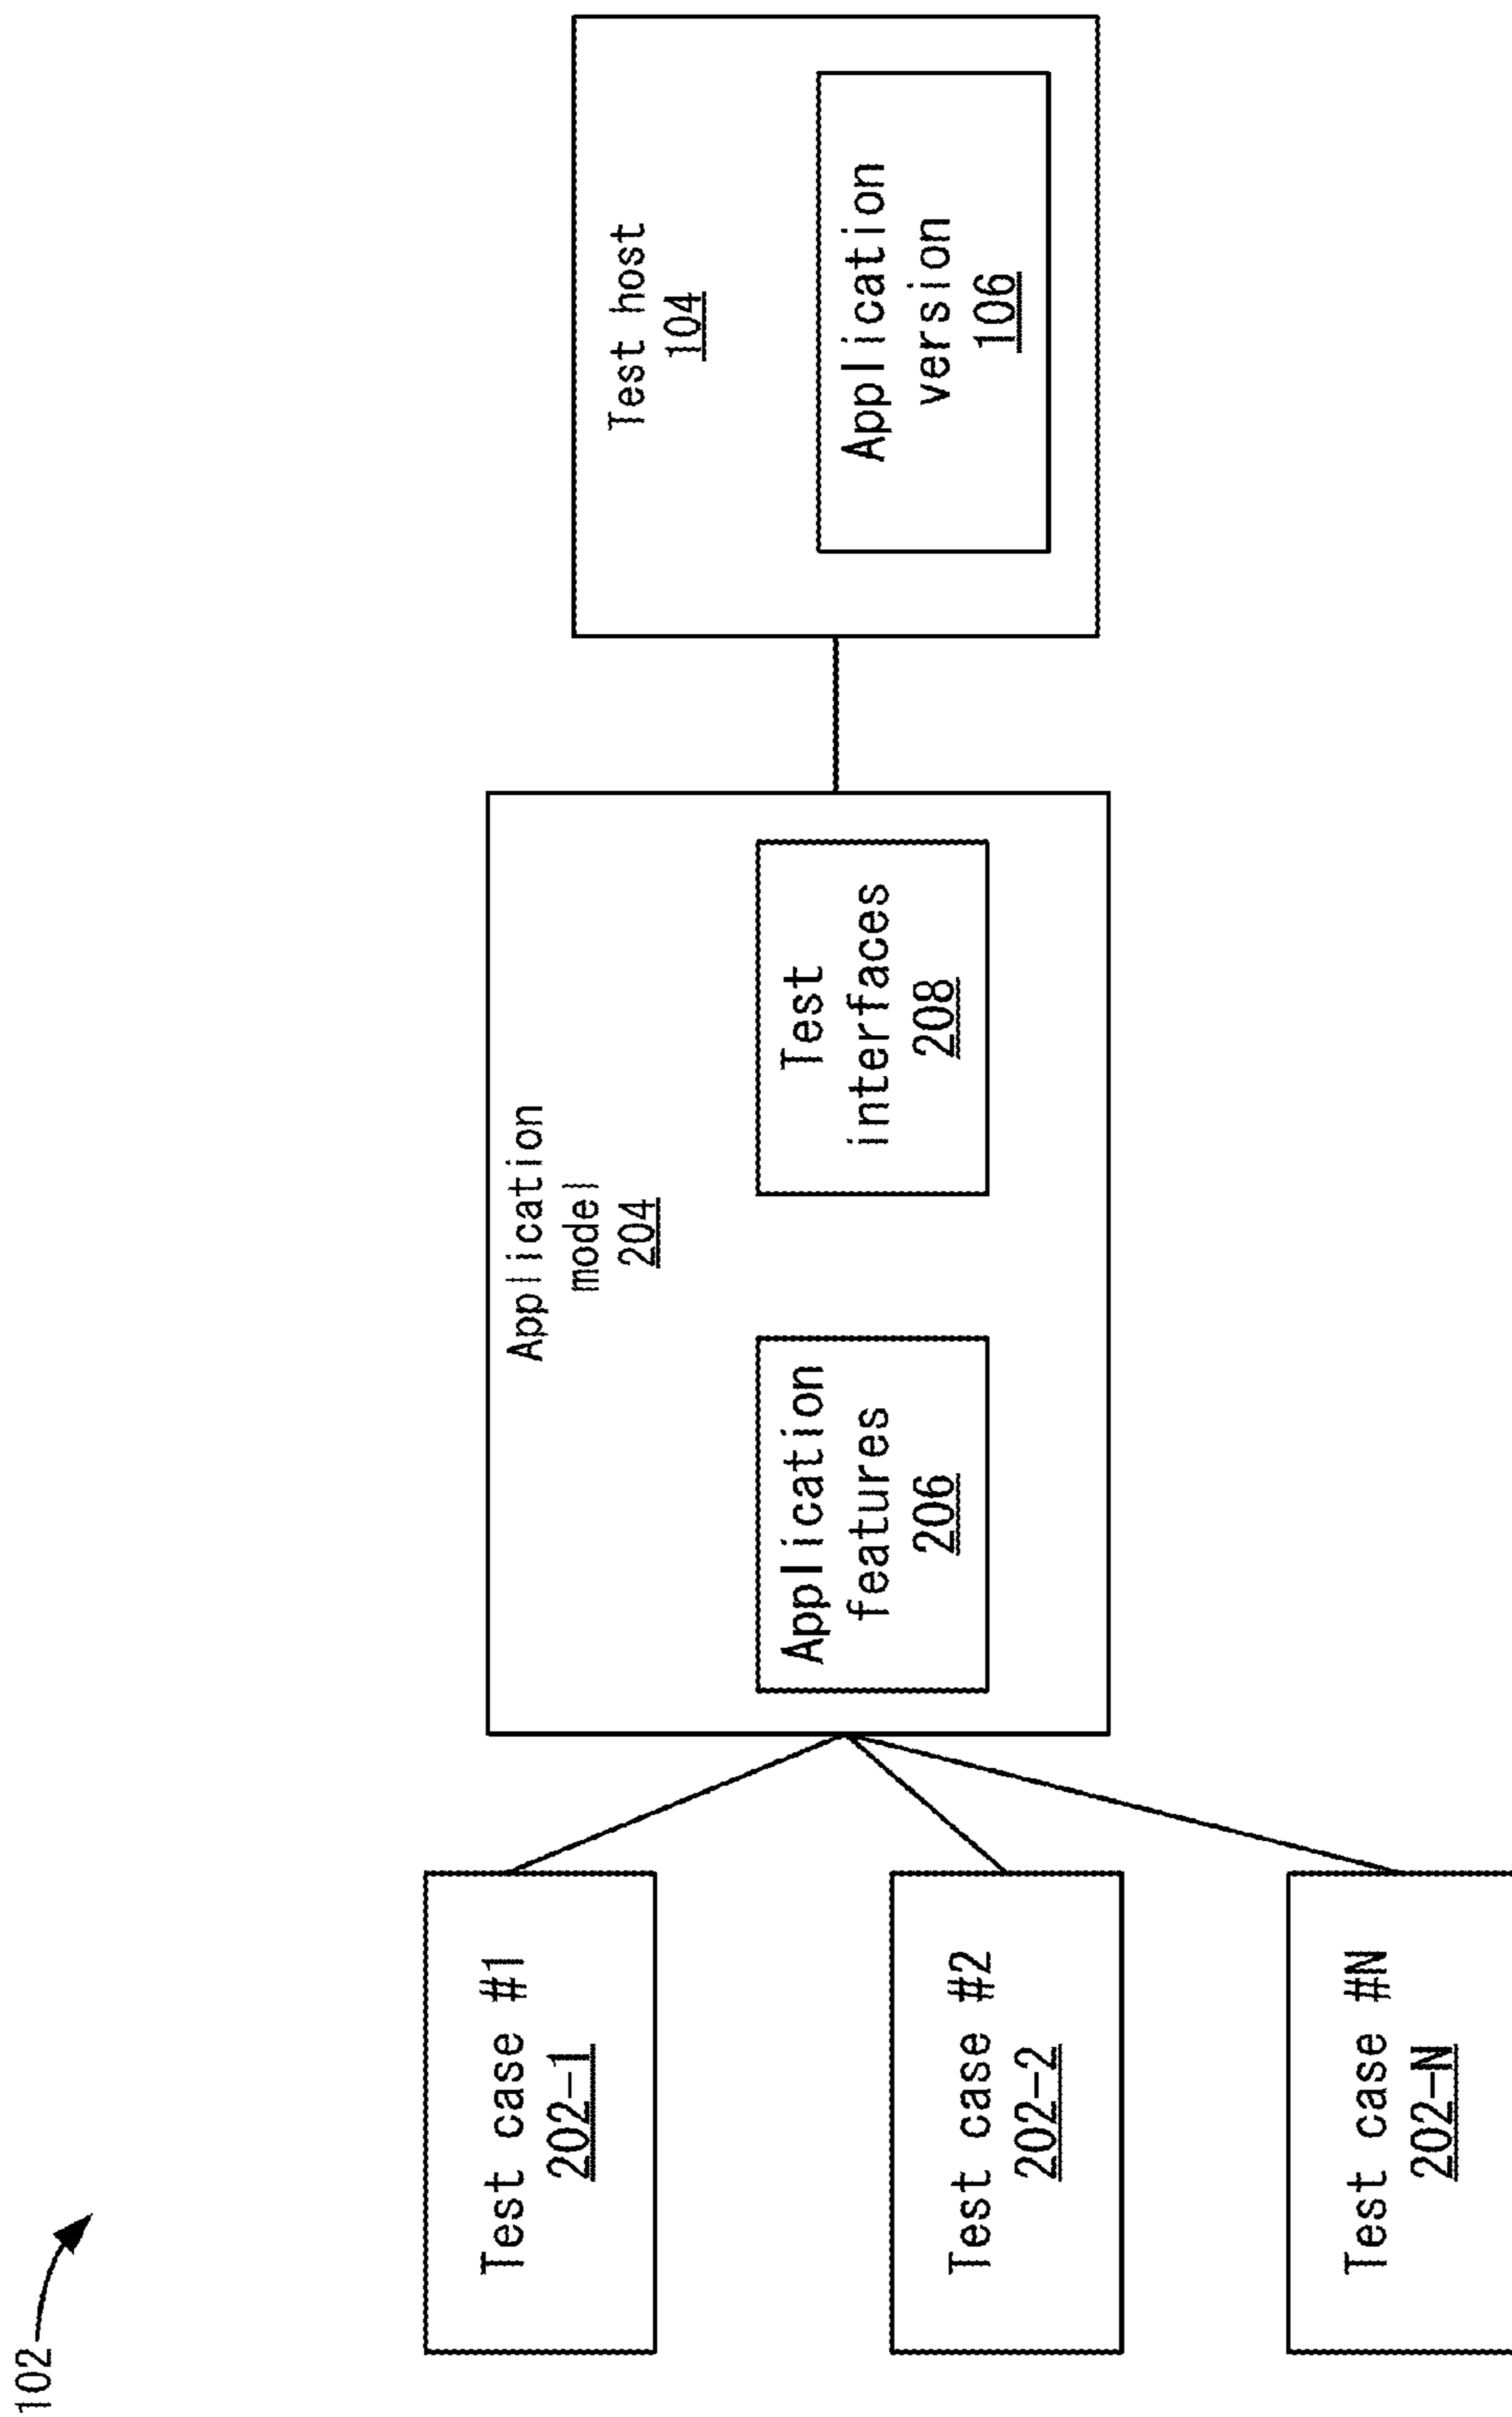 102
Test case #1
202-1
Test case #2
202-2
Test case #N
202-N
Application
model
204
Application
features
206
Test
interfaces
208
Test host
104
Application
version
106